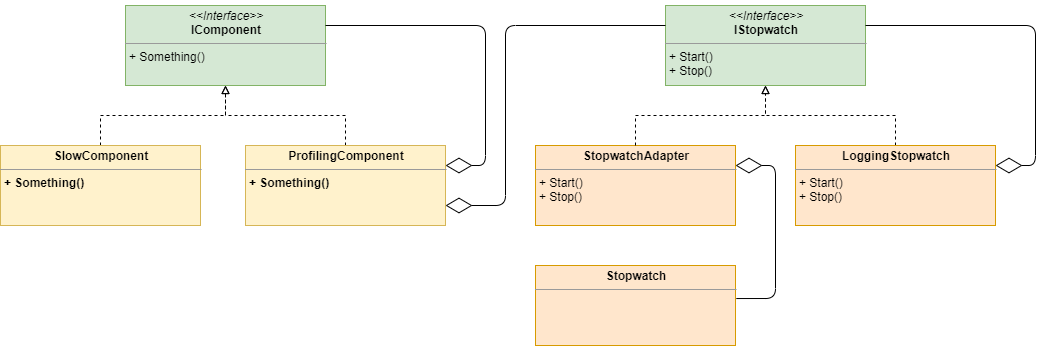 <<Interface>>
IComponent
+ Something()
<<Interface>>
IStopwatch
+ Start()
+ Stop()
SlowComponent
+ Something()
ProfilingComponent
+ Something()
StopwatchAdapter
+ Start()
+ Stop()
LoggingStopwatch
+ Start()
+ Stop()
Stopwatch